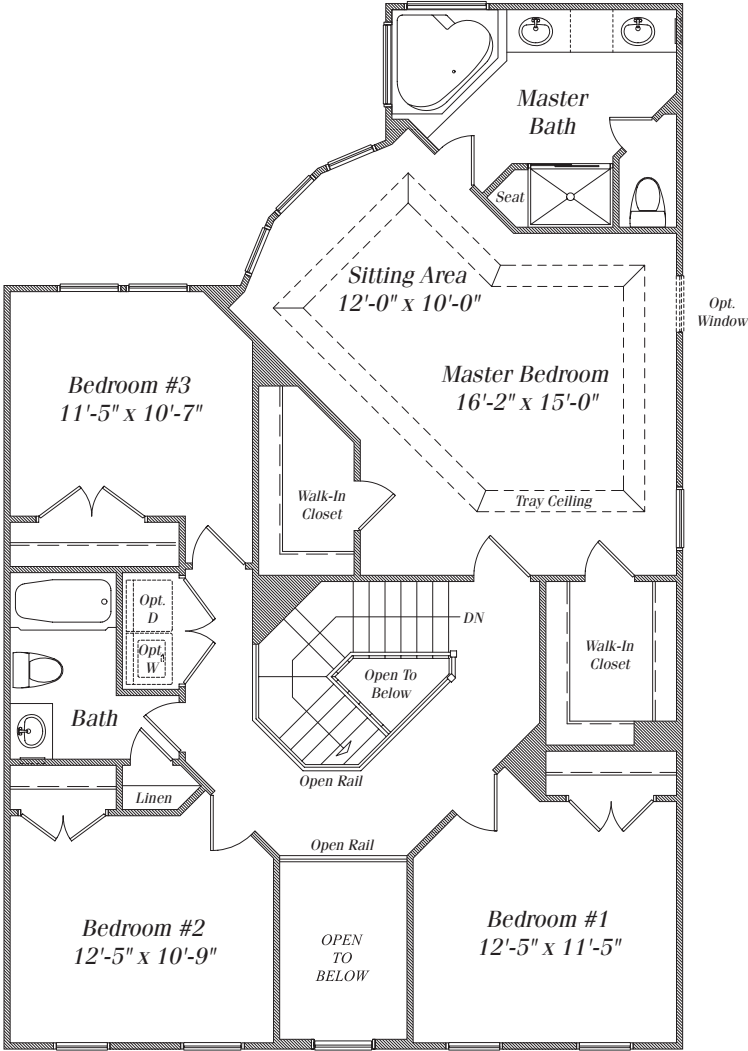 Master
Bath
Seat
Sitting Area
12'-0" x 10'-0"
Opt.
Window
Bedroom #3
11'-5" x 10'-7"
Master Bedroom
16'-2" x 15'-0"
Walk-In
Closet
Tray Ceiling
Opt.
D
Opt.
W
DN
Open To
Below
Walk-In
Closet
Bath
Open Rail
Linen
Open Rail
Bedroom #2
12'-5" x 10'-9"
OPEN
TO
BELOW
Bedroom #1
12'-5" x 11'-5"